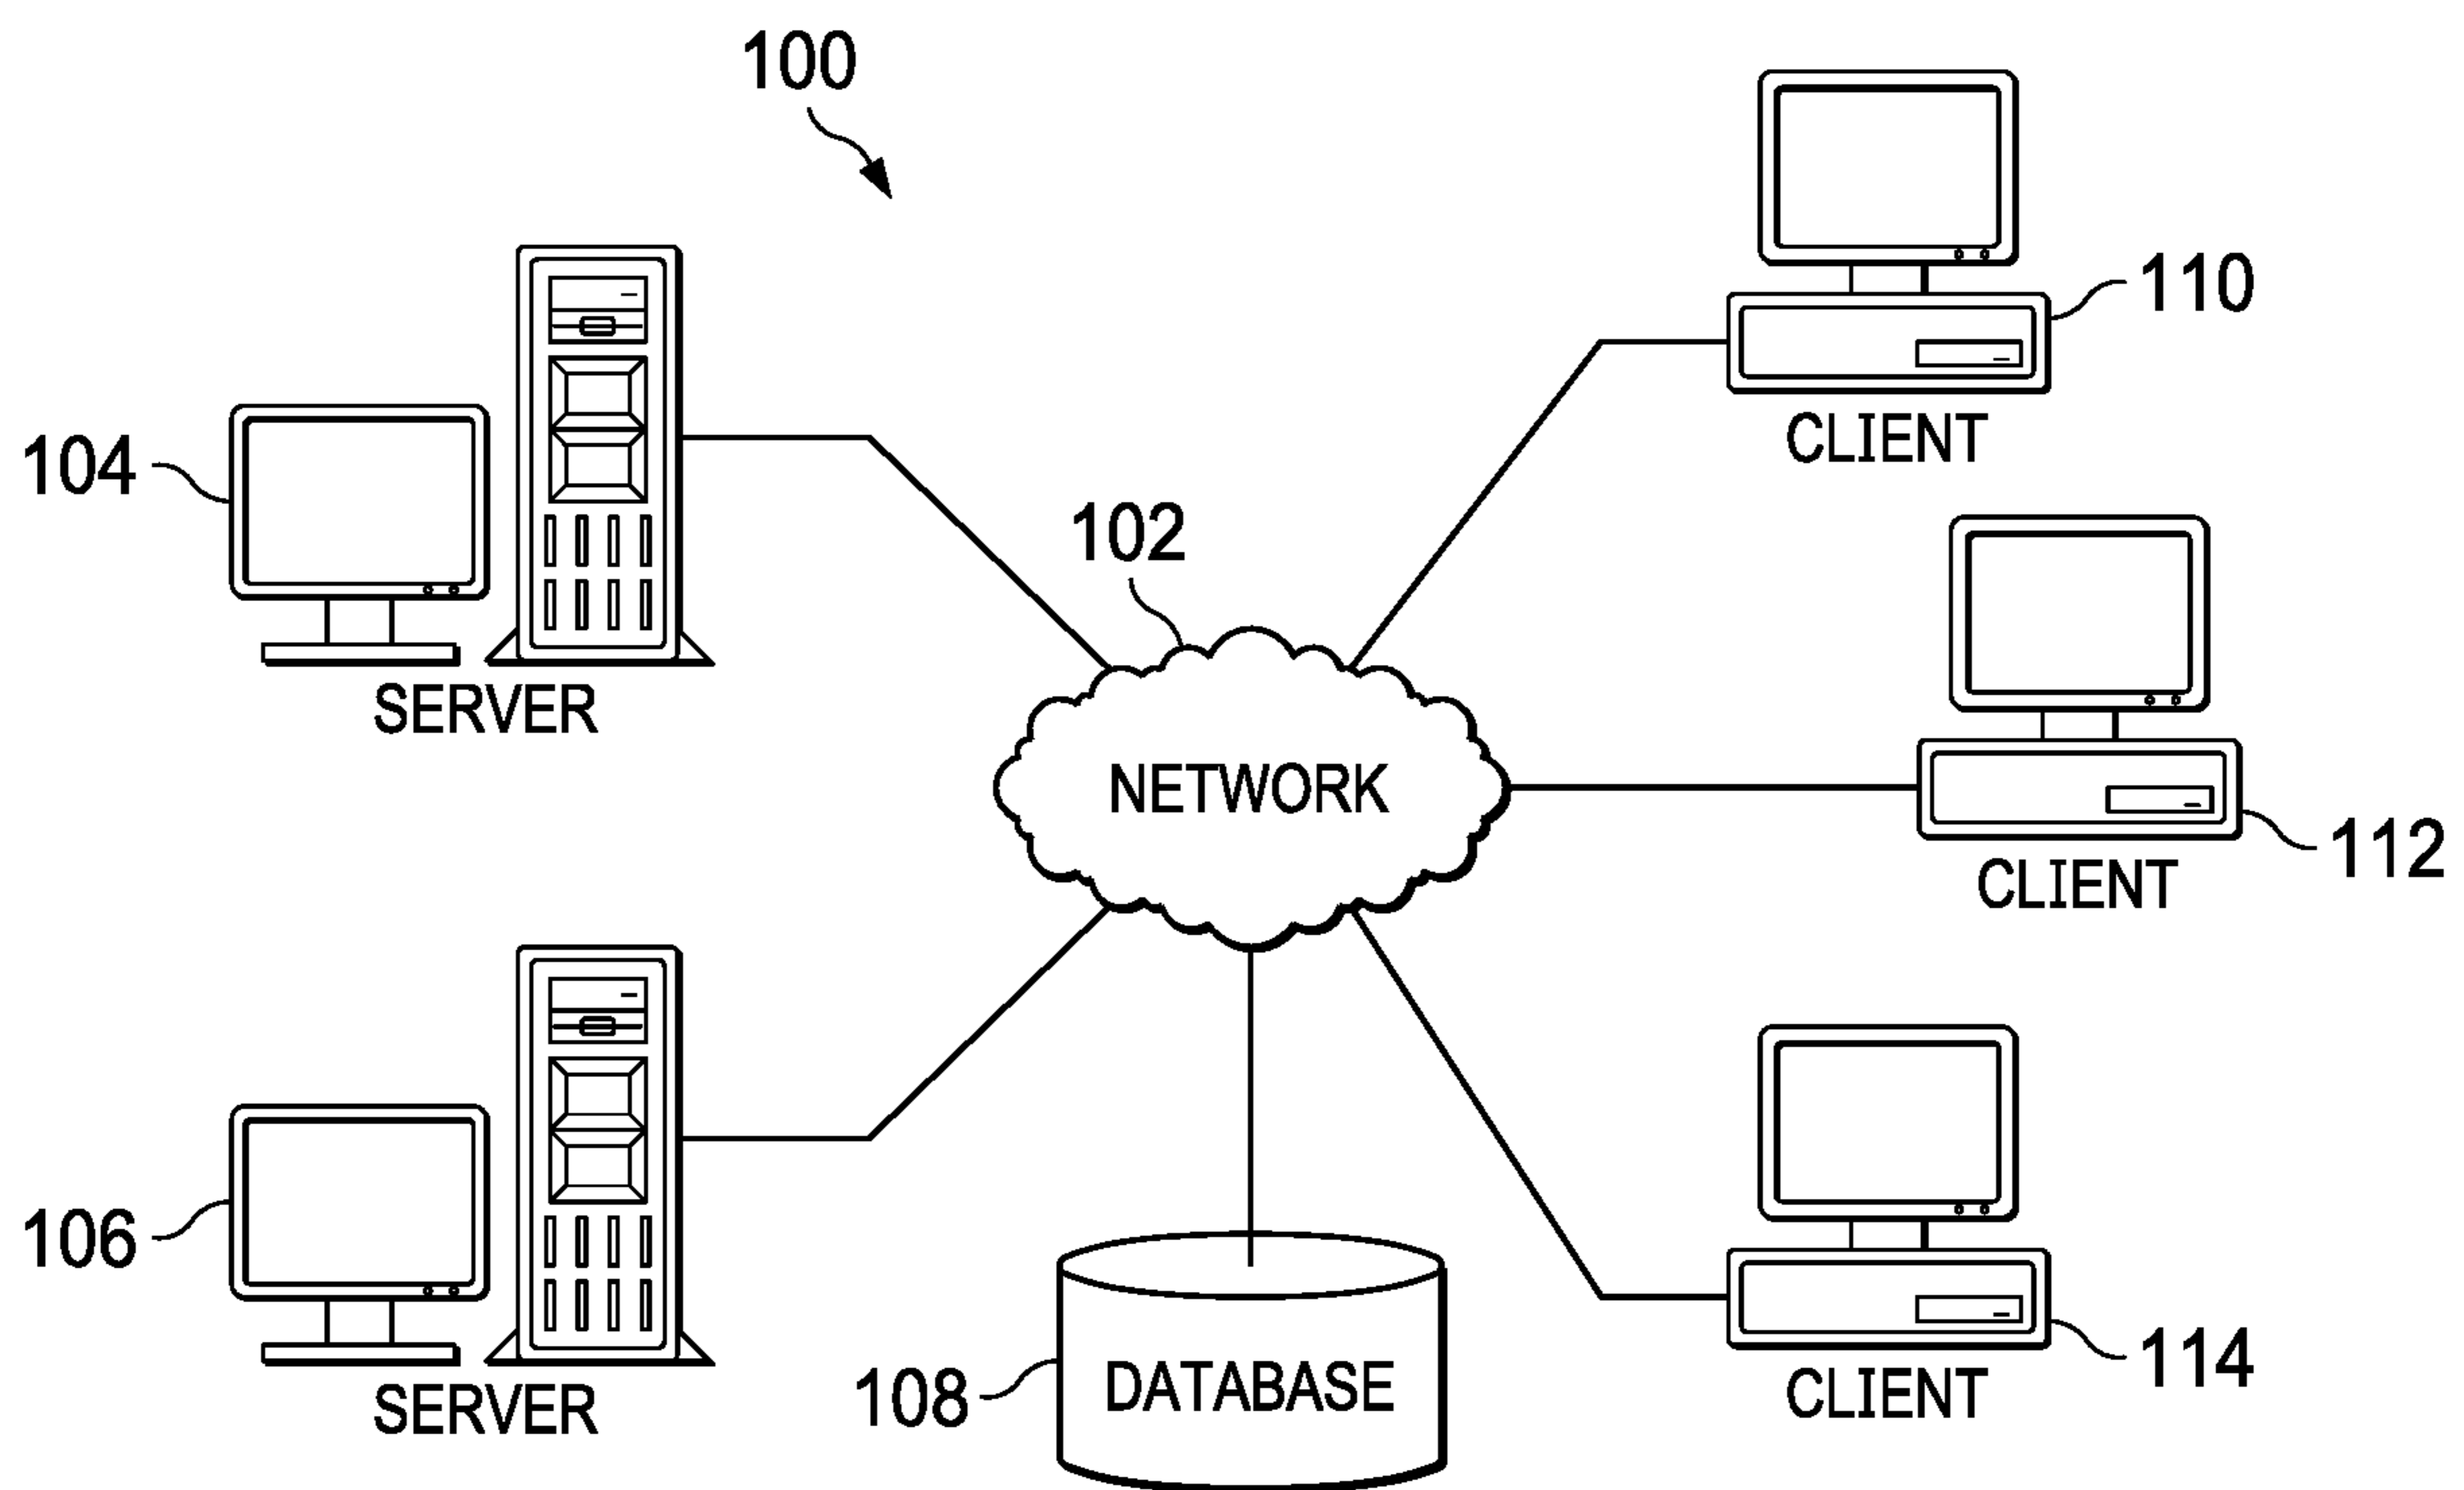 100
110
CLIENT
104
SERVER
102
NETWORK
112
CLIENT
106
SERVER
108
DATABASE
114
CLIENT